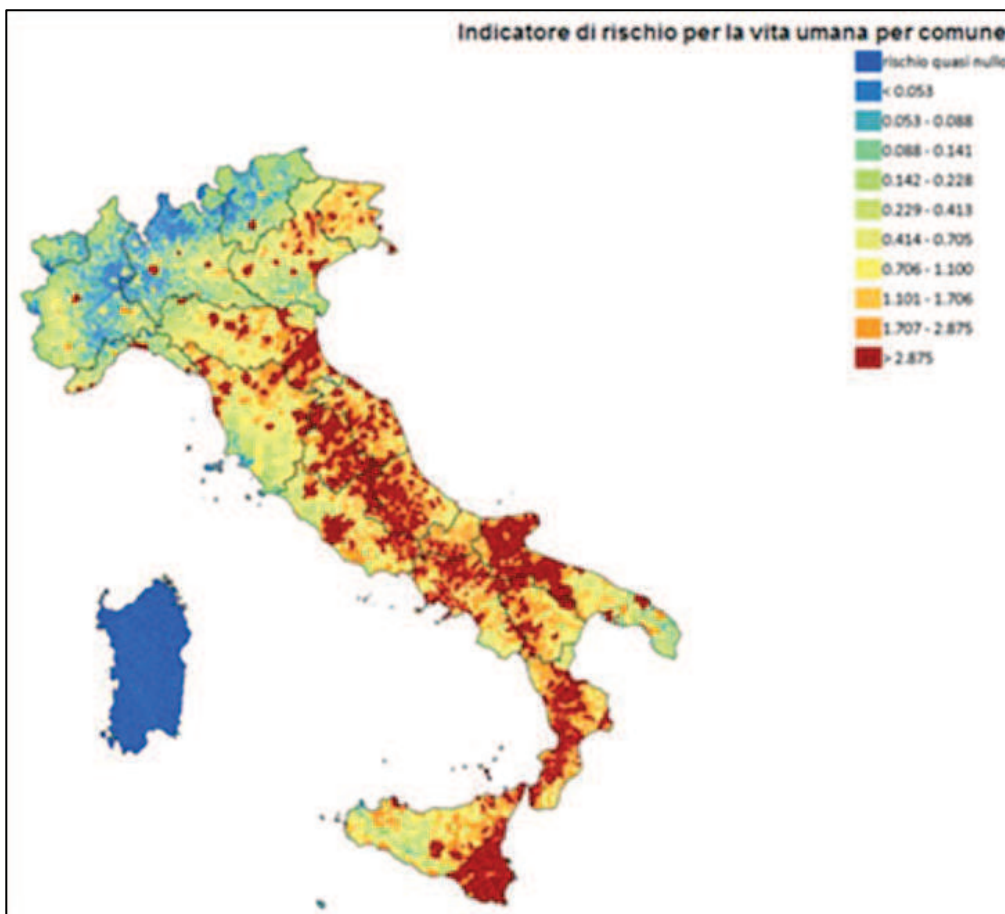 Indicatore di rischio per la vita umana per comune
rischio quasi nullo
< 0.053
0.053 - 0.088
0.088 - 0.141
0.142 - 0.228
0.229 - 0.413
0.414 - 0.705
0.706 - 1.100
1.101 - 1.706
1.707 - 2.875
> 2.875